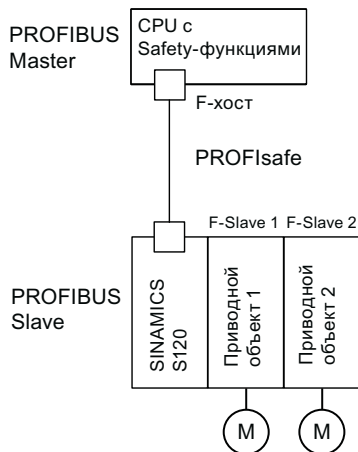 PROFIBUS
Master
CPU с
Safety-функциями
F-хост
PROFIsafe
F-Slave 1
F-Slave 2
PROFIBUS
Slave
SINAMICS
S120
Приводной
объект 1
Приводной
объект 2
M
M